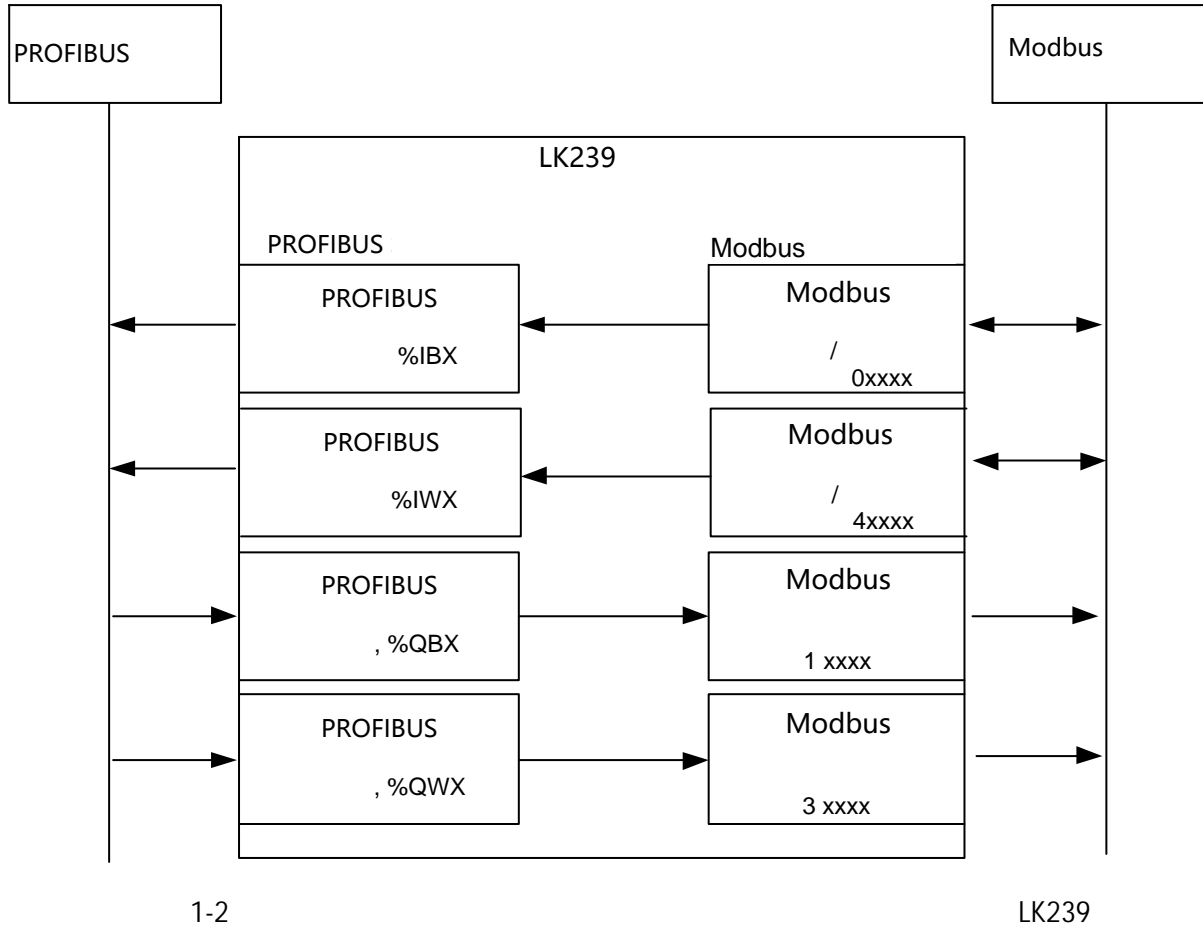 PROFIBUS
Modbus
LK239
PROFIBUS
Modbus
PROFIBUS
%IBX
Modbus
/
0xxxx
PROFIBUS
%IWX
Modbus
/
4xxxx
PROFIBUS
, %QBX
Modbus
1 xxxx
PROFIBUS
, %QWX
Modbus
3 xxxx
1-2 LK239